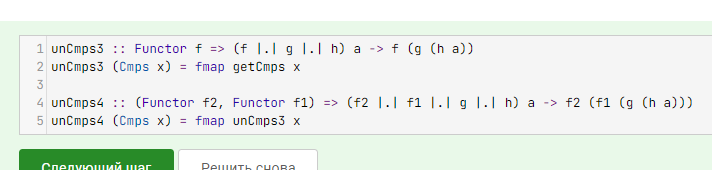 1 unCmps3 :: Functor f => (f |.| g |.| h) a -> f (g (h a))
2 unCmps3 (Cmps x) = fmap getCmps x
3
4 unCmps4 :: (Functor f2, Functor f1) => (f2 |.| f1 |.| g |.| h) a -> f2 (f1 (g (h a)))
5 unCmps4 (Cmps x) = fmap unCmps3 x
Следующий шаг Решить снова